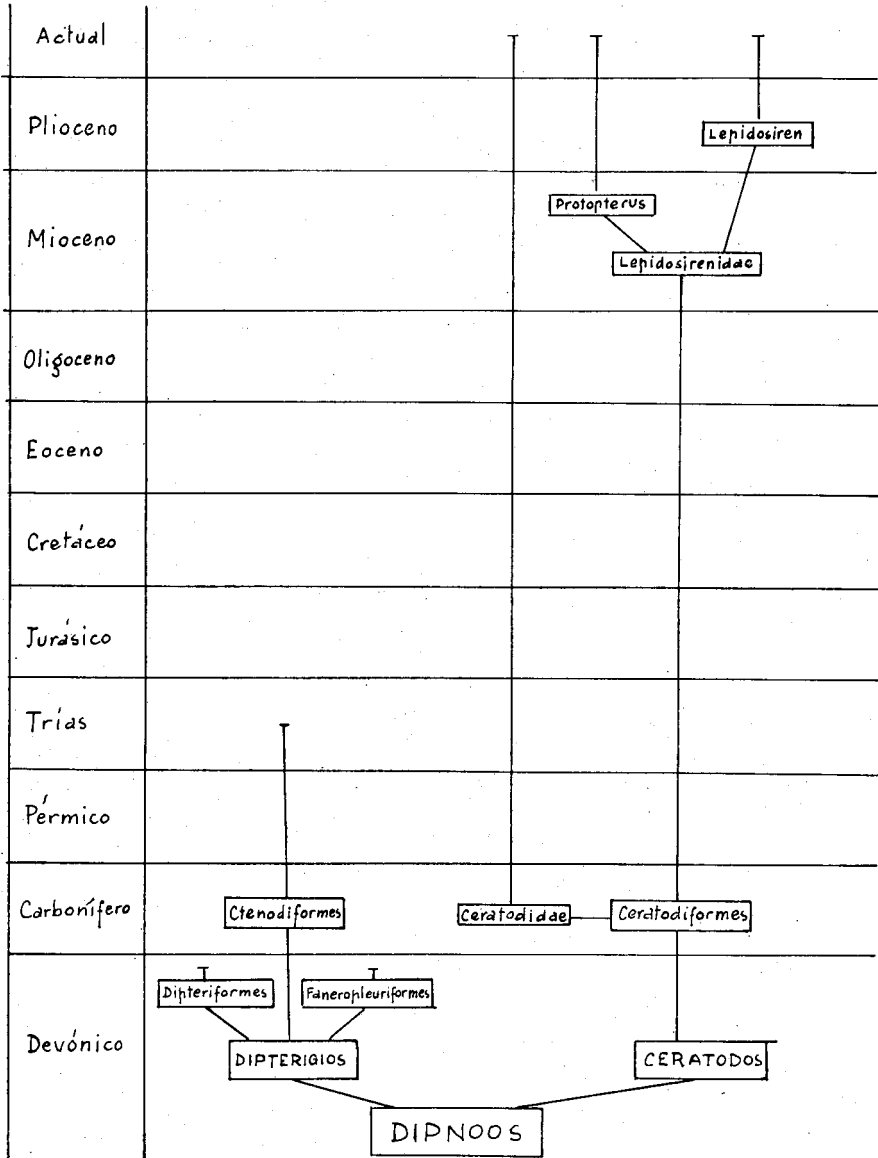 Actual
Plioceno
Lepidosiren
Mioceno
Protopterus
Lepidosirenidae
Oligoceno
Eoceno
Cretáceo
Jurásico
Trías
Pérmico
Carbonífero
Ctenodiformes
Ceratodidae
Ceratodiformes
Devónico
Dipteriformes
Faneropleuriformes
DIPTERIGIOS
CERATODOS
DIPNOOS